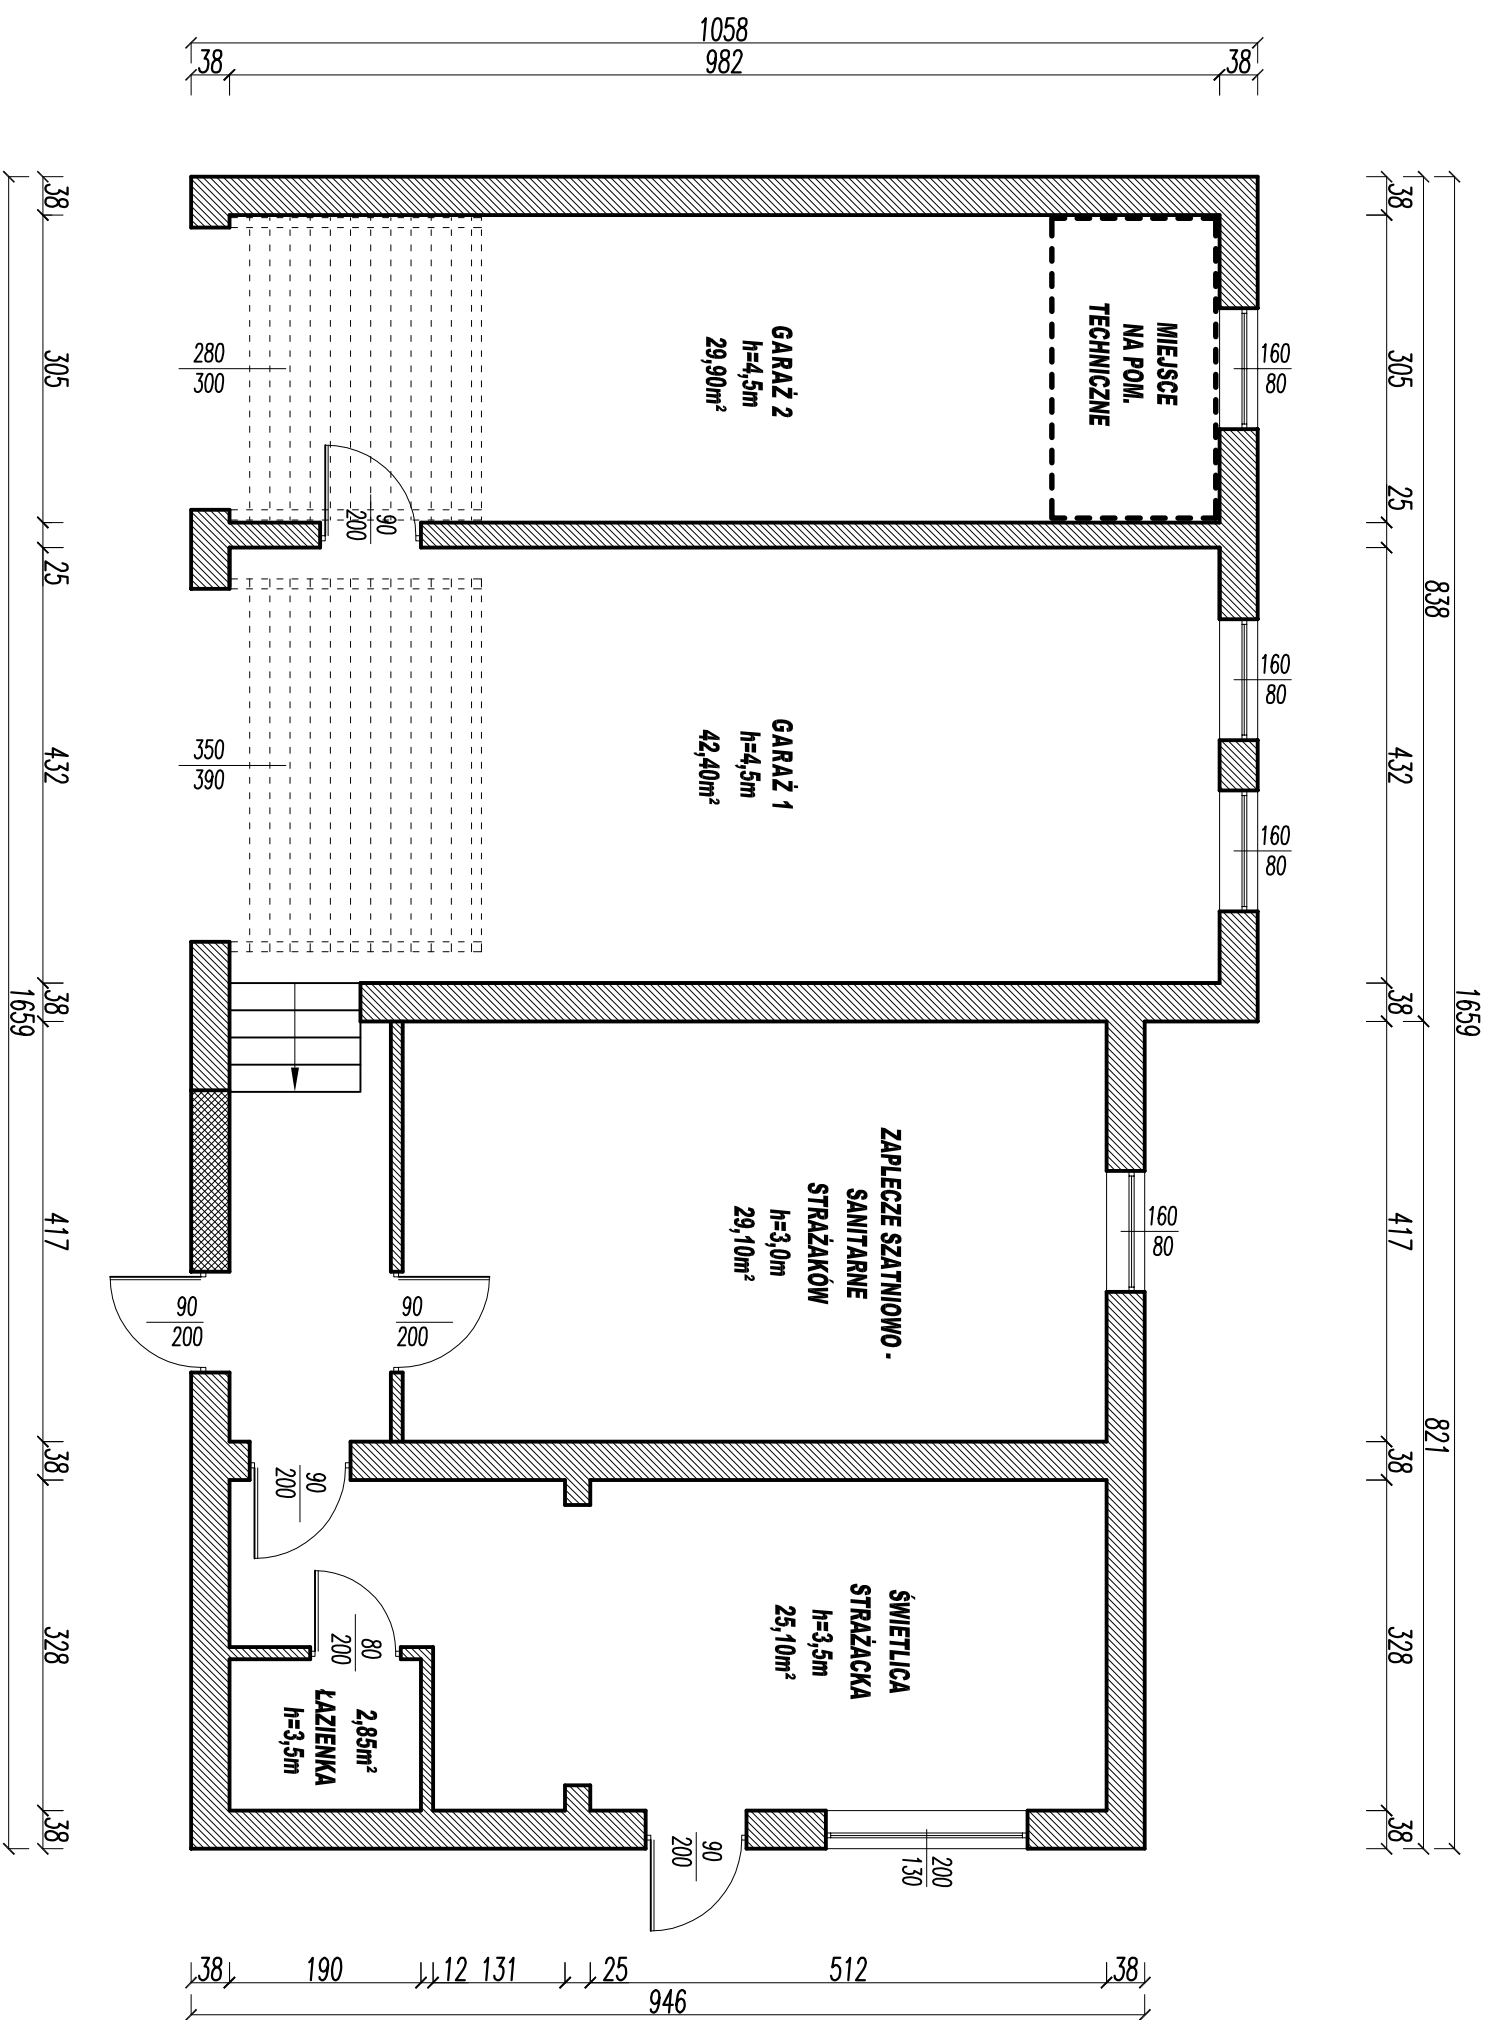 1058
38
982
38
38
305
25
432
38
417
38
328
38
1659
38
305
25
432
38
417
38
328
38
838
821
1659
MIEJSCE
NA POM.
TECHNICZNE
160
80
GARAŻ 2
h=4,5m
29,90m²
280
300
90
200
160
80
GARAŻ 1
h=4,5m
42,40m²
350
390
160
80
ZAPLECZE SZATNIOWO -
SANITARNE
STRAŻAKÓW
h=3,0m
29,10m²
160
80
90
200
90
200
90
200
ŚWIETLICA
STRAŻACKA
h=3,5m
25,10m²
80
200
2,85m²
ŁAZIENKA
h=3,5m
90
200
200
130
38
190
12
131
25
512
38
946